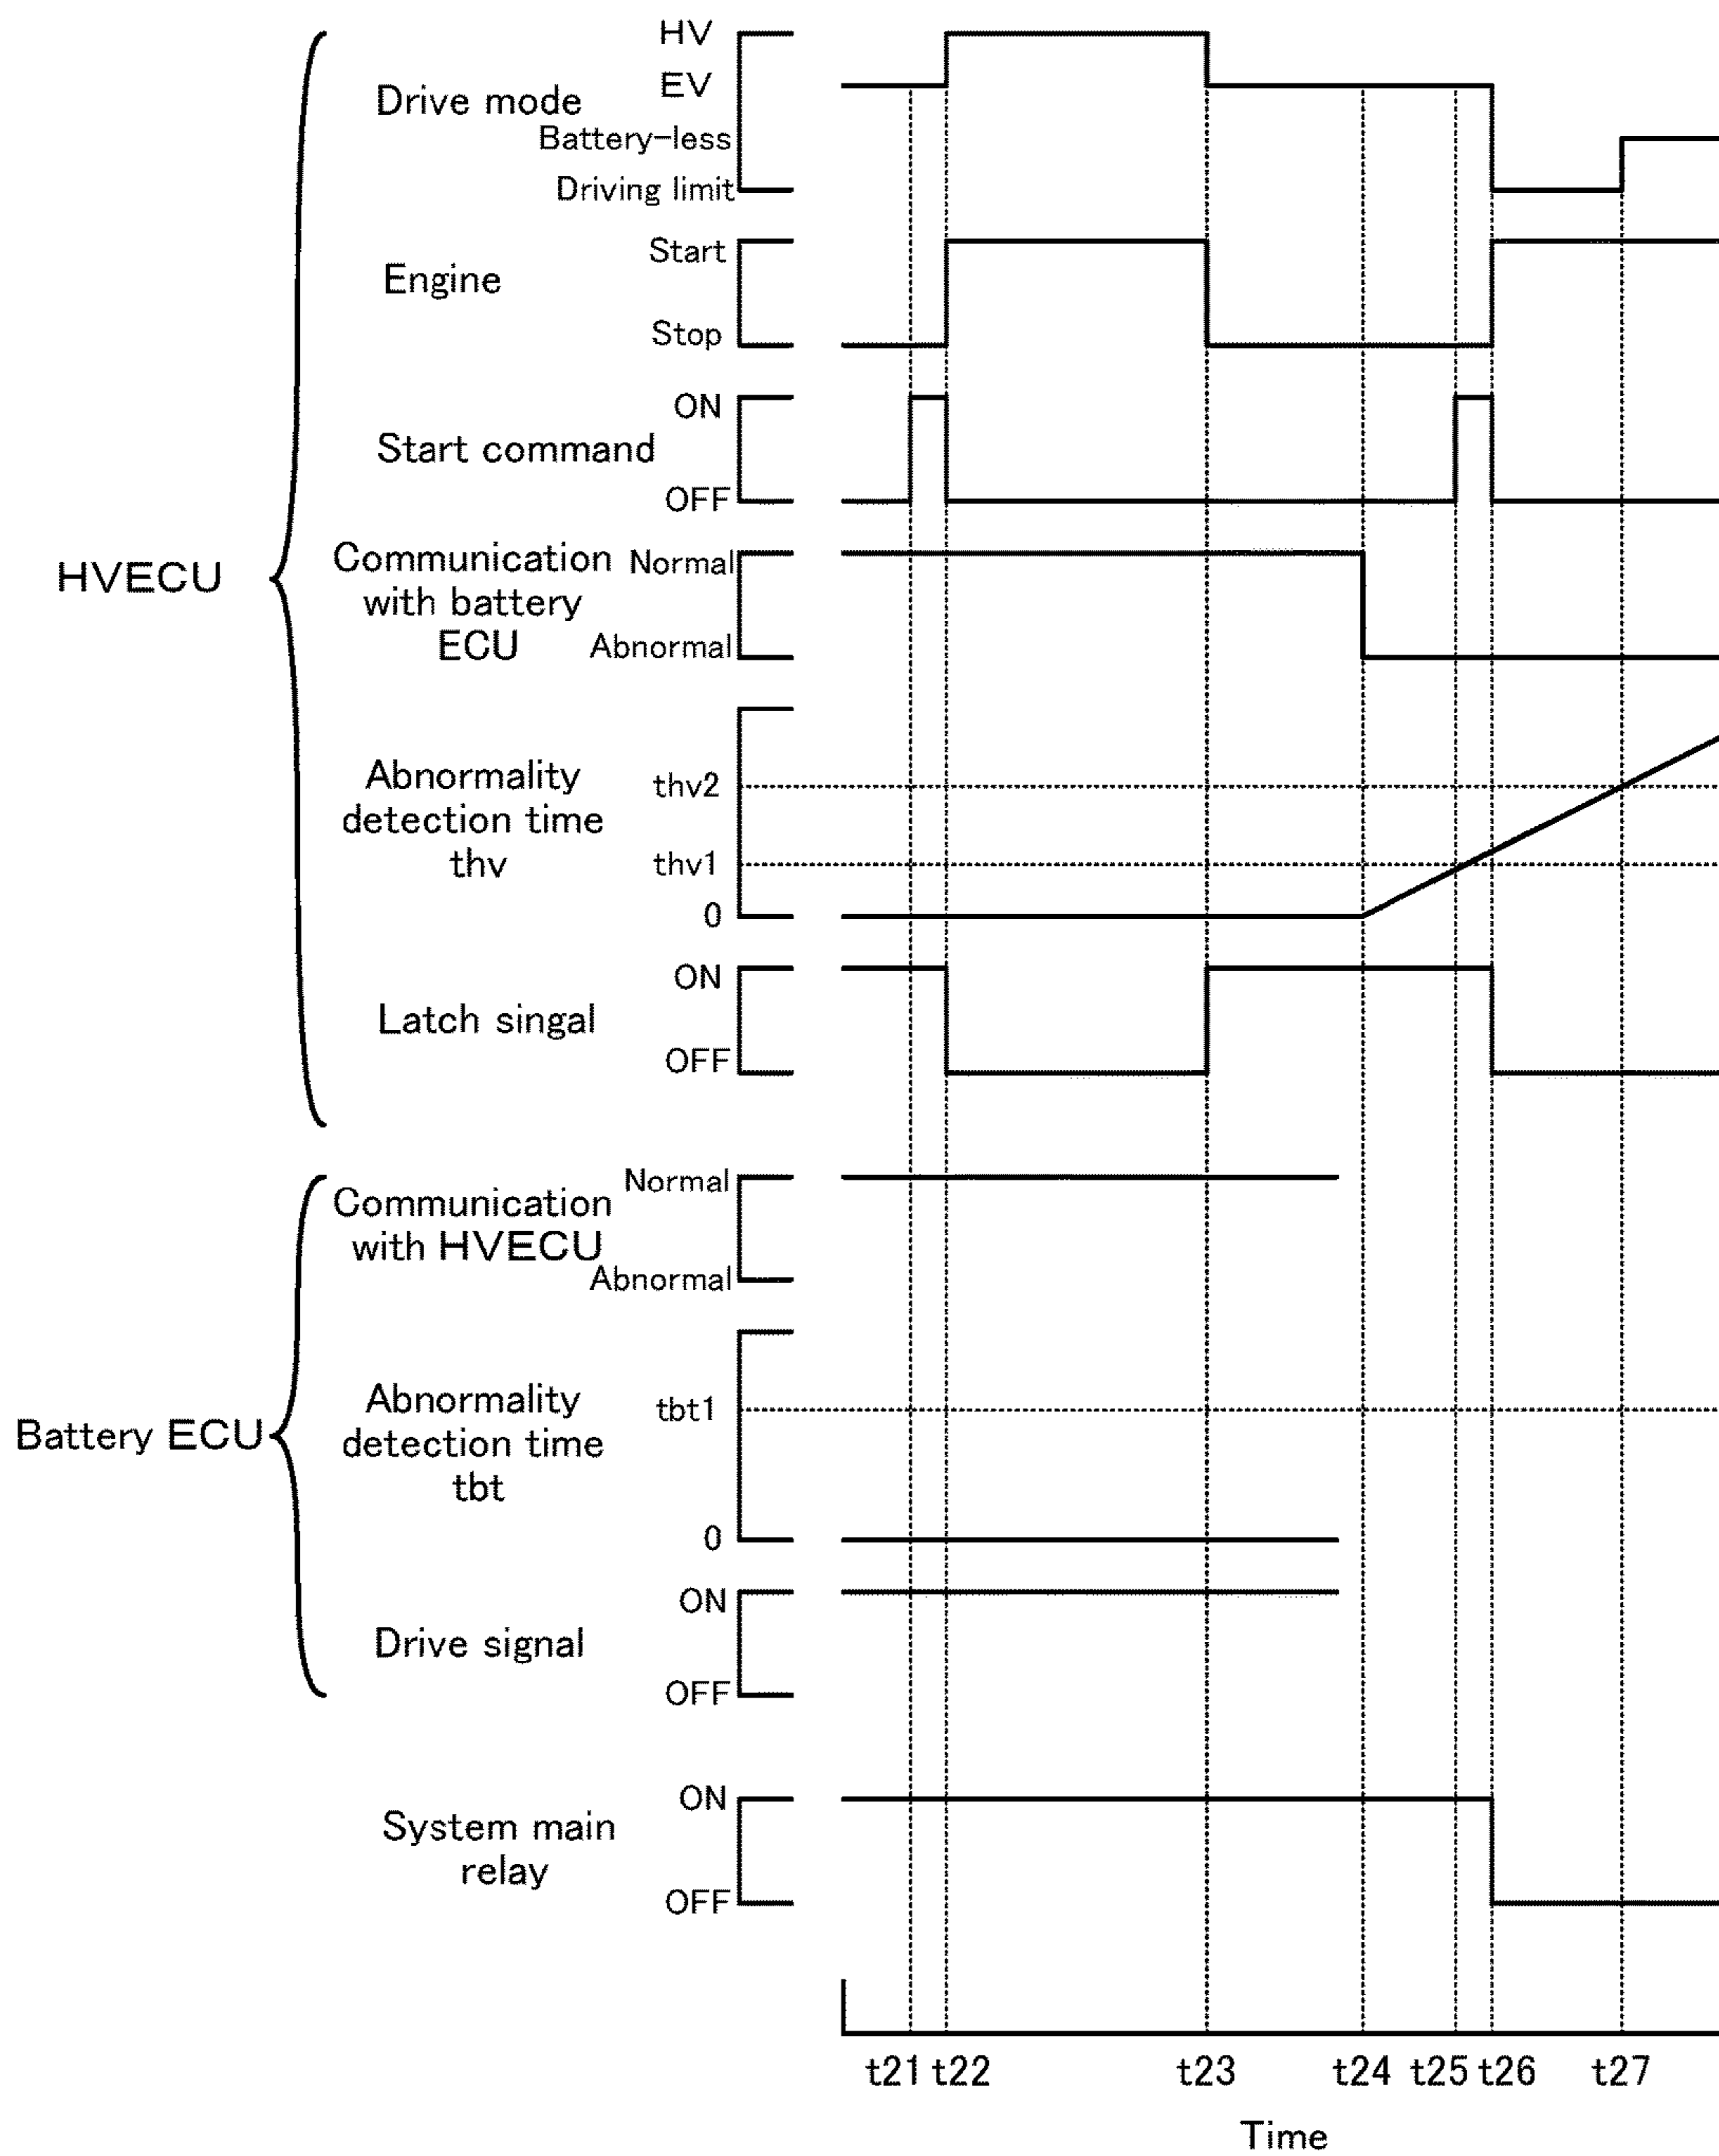 HVECU
Drive mode
HV
EV
Battery-less
Driving limit
Engine
Start
Stop
Start command
ON
OFF
Communication
with battery
ECU
Normal
Abnormal
Abnormality
detection time
thv
thv2
thv1
0
Latch singal
ON
OFF
Battery ECU
Communication
with HVECU
Normal
Abnormal
Abnormality
detection time
tbt
tbt1
0
Drive signal
ON
OFF
System main
relay
ON
OFF
t21 t22 t23 t24 t25 t26 t27
Time